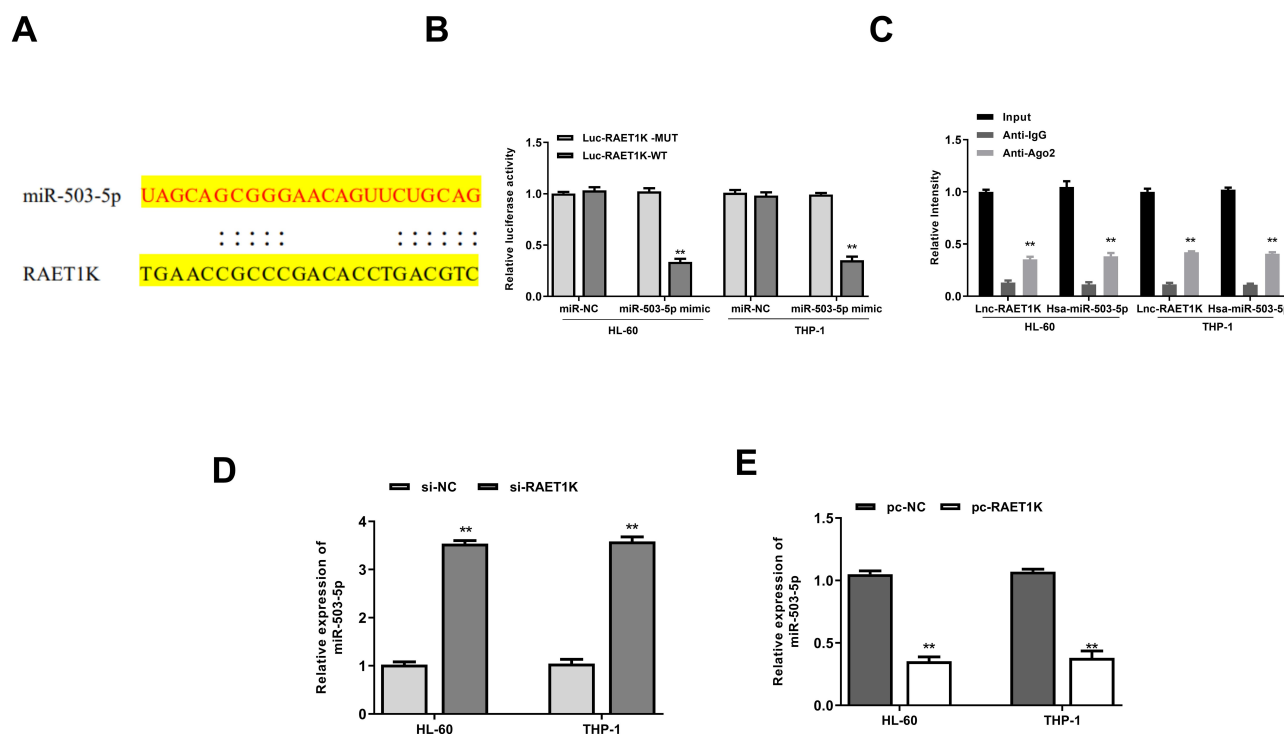 A
miR-503-5p UAGCAGCGGGAACAGUUCUGCAG
: : : : : : : : : : :
RAET1K TGAACCGCCCGACACCTGACGTC
B
Luc-RAET1K -MUT
Luc-RAET1K-WT
Relative luciferase activity
1.5
1.0
0.5
0.0
** **
miR-NC miR-503-5p mimic miR-NC miR-503-5p mimic
HL-60 THP-1
C
Input
Anti-IgG
Anti-Ago2
Relative Intensity
1.5
1.0
0.5
0.0
** ** ** **
Lnc-RAET1K Hsa-miR-503-5p Lnc-RAET1K Hsa-miR-503-5p
HL-60 THP-1
D
si-NC si-RAET1K
Relative expression of
miR-503-5p
4
3
2
1
0
** **
HL-60 THP-1
E
pc-NC pc-RAET1K
Relative expression of
miR-503-5p
1.5
1.0
0.5
0.0
** **
HL-60 THP-1